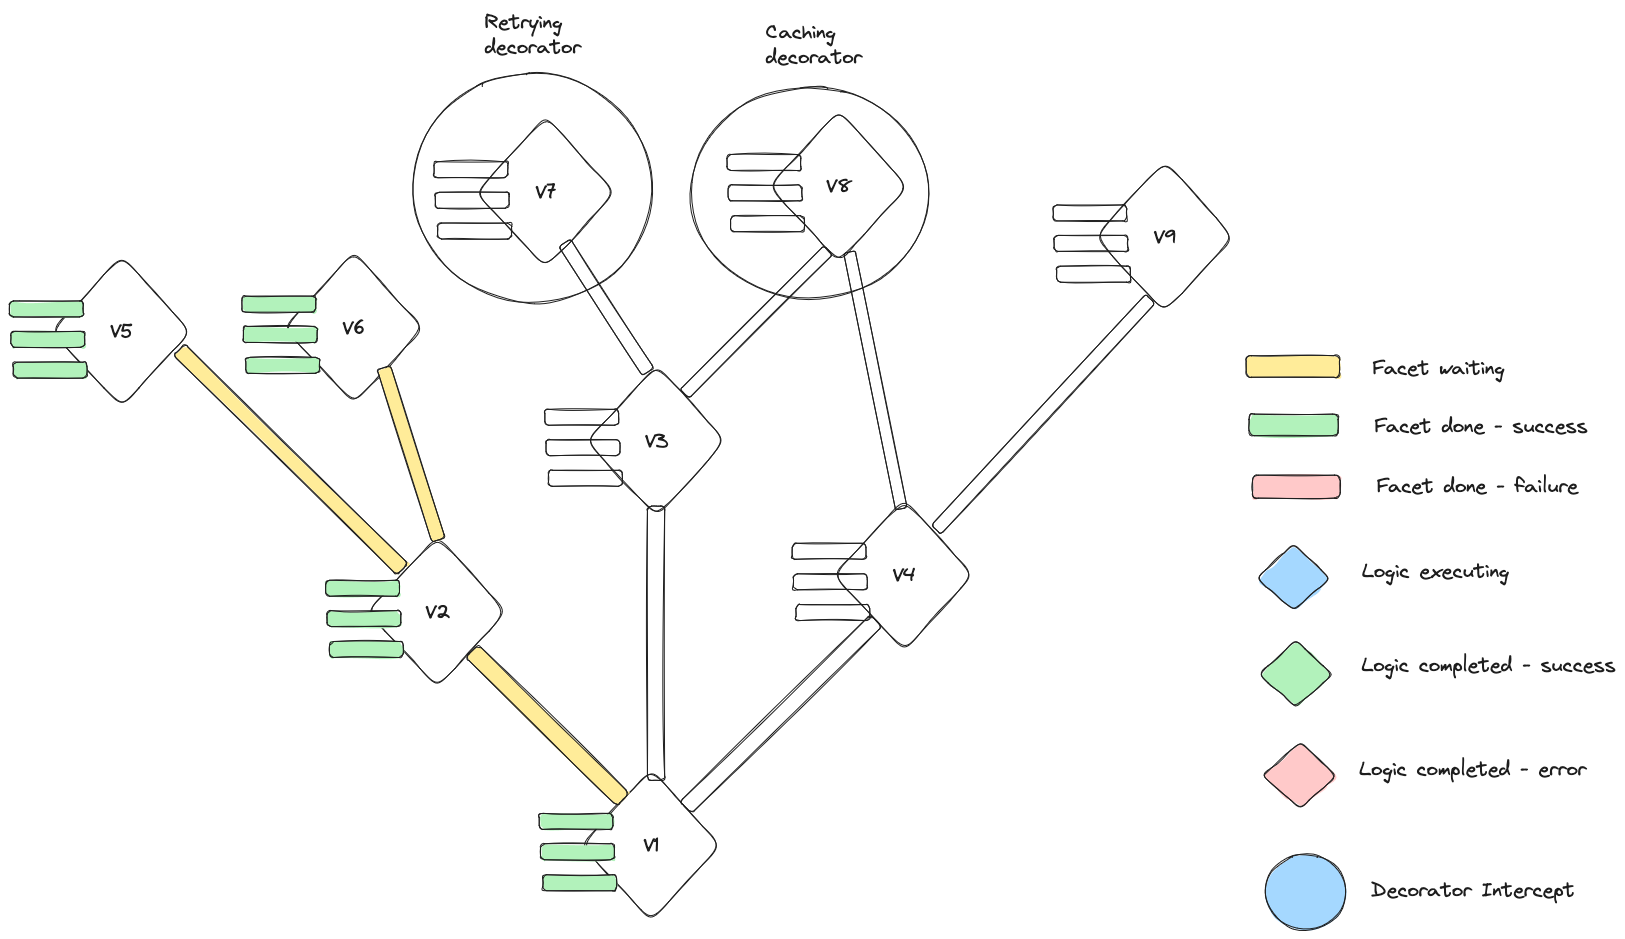 Retrying
decorator
Caching
decorator
V7
V8
V9
V5
V6
V3
V4
V2
V1
Facet waiting
Facet done - success
Facet done - failure
Logic executing
Logic completed - success
Logic completed - error
Decorator Intercept